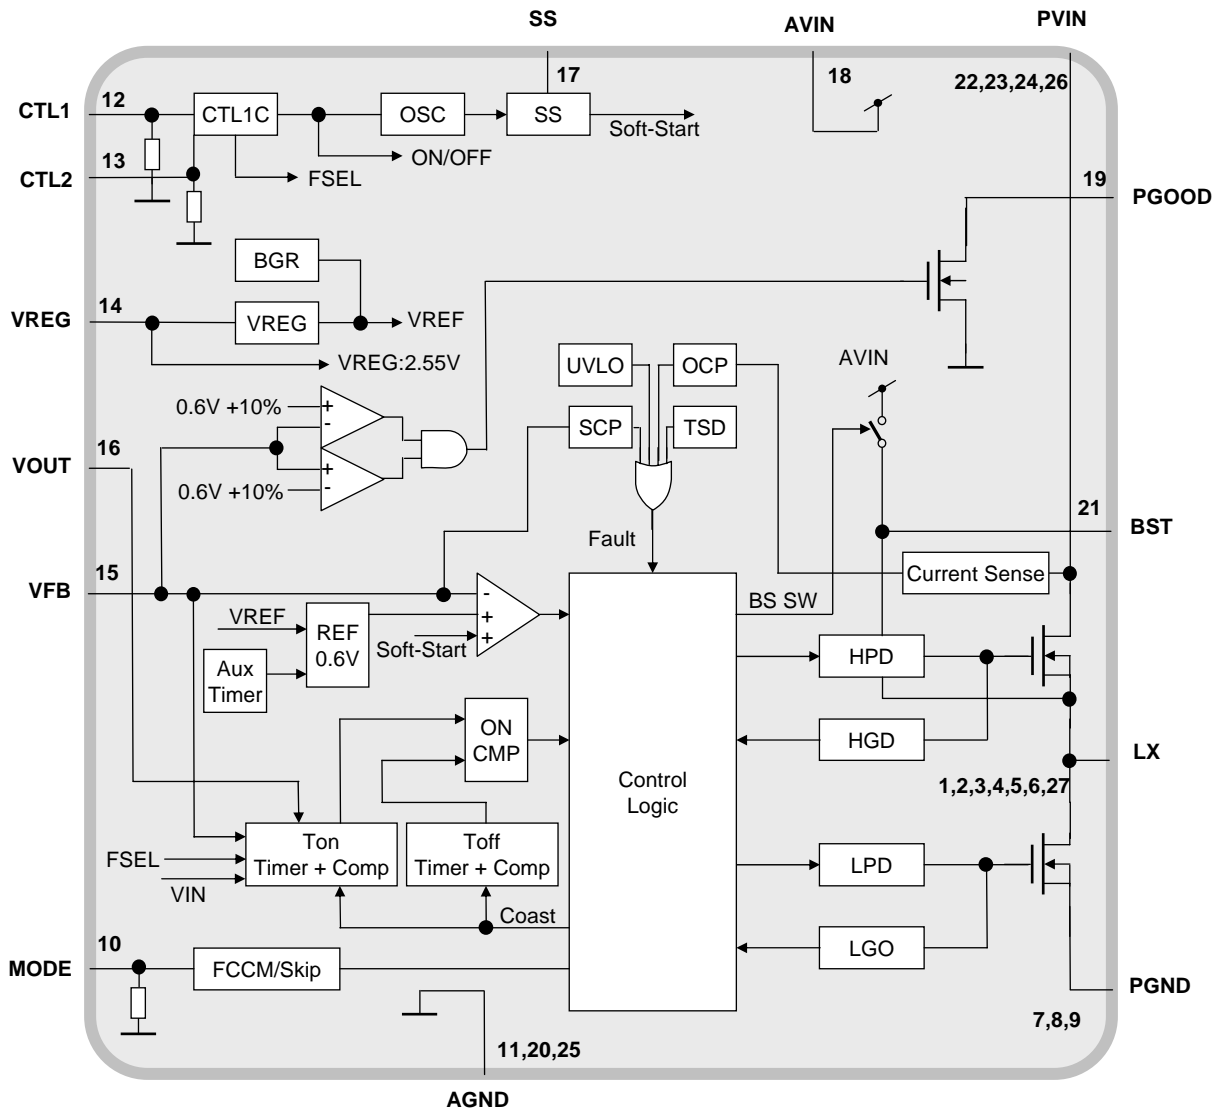 SS
AVIN
PVIN
17
18
22,23,24,26
CTL1
12
CTL1C
OSC
SS
Soft-Start
ON/OFF
CTL2
13
FSEL
19
PGOOD
BGR
VREG
14
VREG
VREF
VREG:2.55V
UVLO
OCP
AVIN
0.6V +10%
+
-
SCP
TSD
VOUT
16
+
0.6V +10%
-
21
BST
Fault
VFB
15
-
Current Sense
BS SW
VREF
REF
0.6V
+
+
Soft-Start
HPD
Aux
Timer
ON
CMP
HGD
LX
Control
Logic
1,2,3,4,5,6,27
Ton
Timer + Comp
Toff
Timer + Comp
FSEL
VIN
LPD
Coast
10
LGO
MODE
FCCM/Skip
PGND
7,8,9
11,20,25
AGND